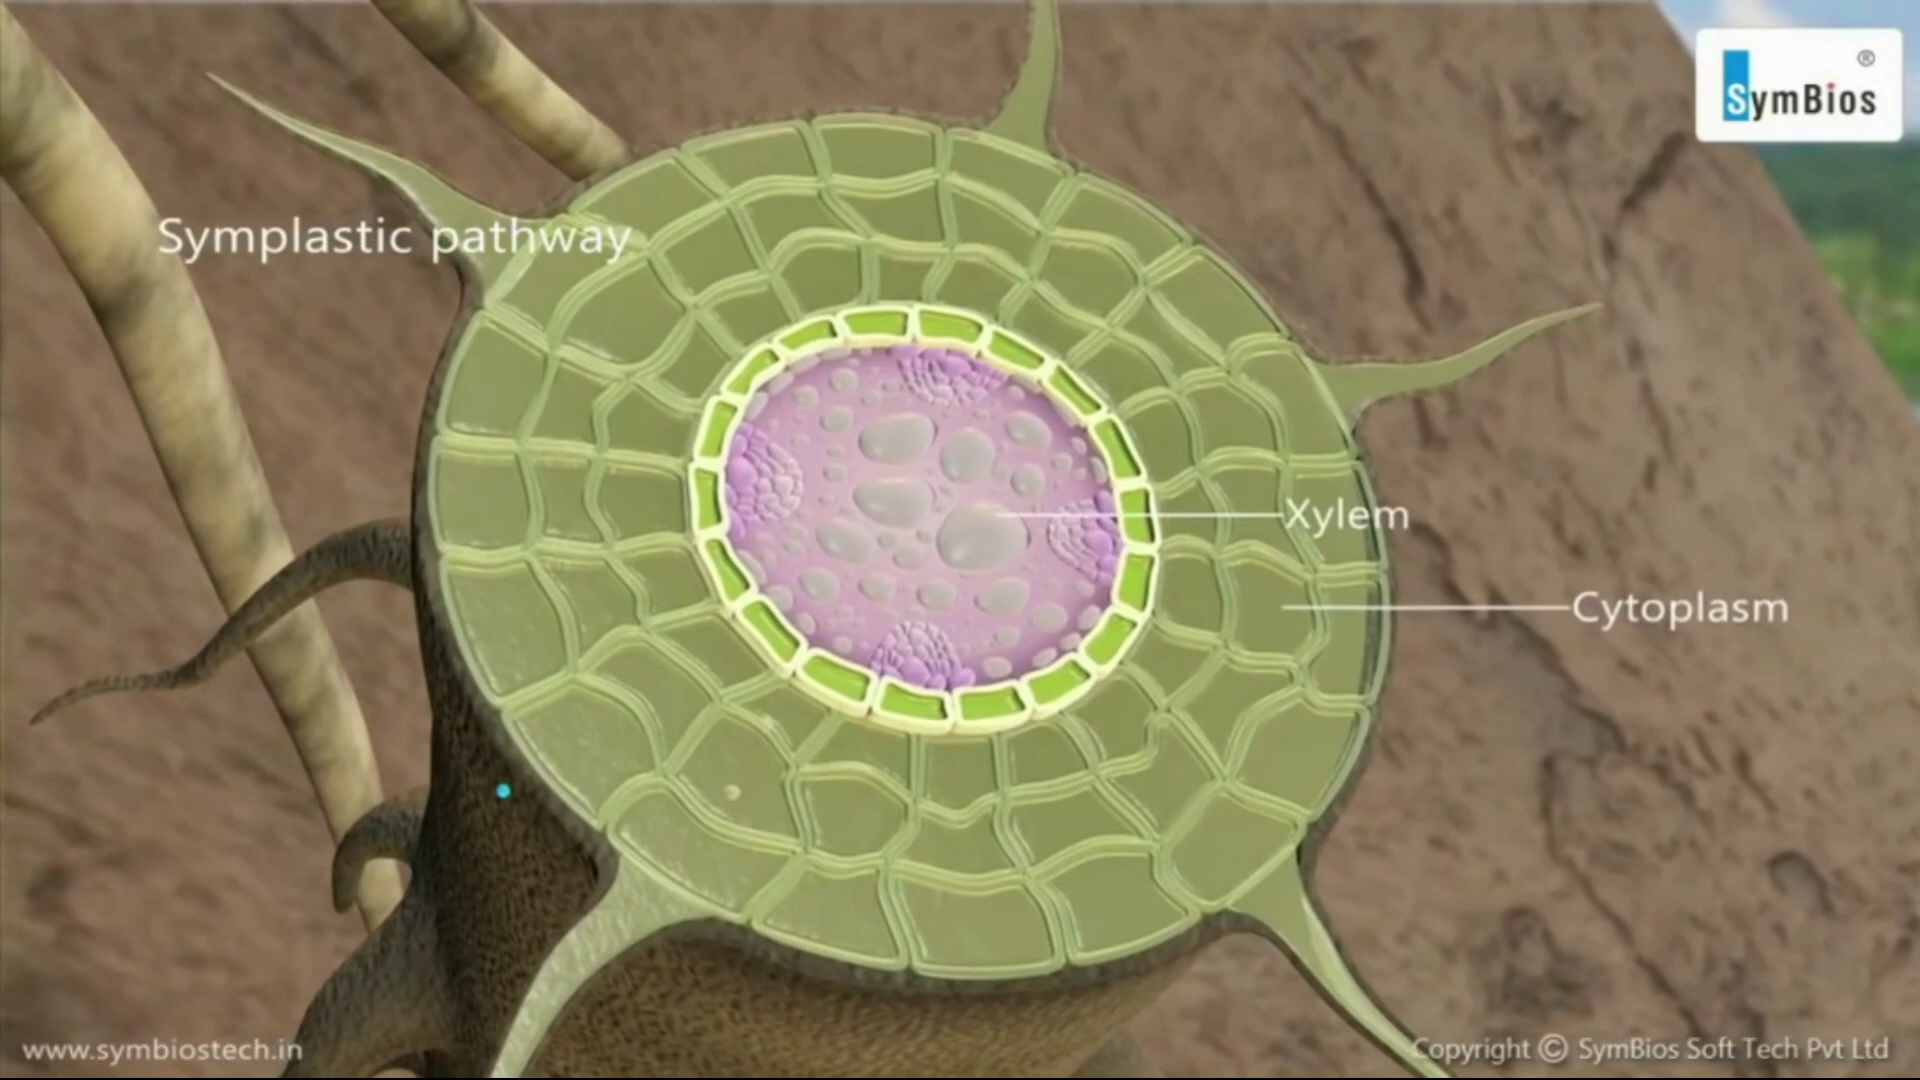 SymBios ®
Symplastic pathway
Xylem
Cytoplasm
www.symbiostech.in
Copyright © SymBios Soft Tech Pvt Ltd